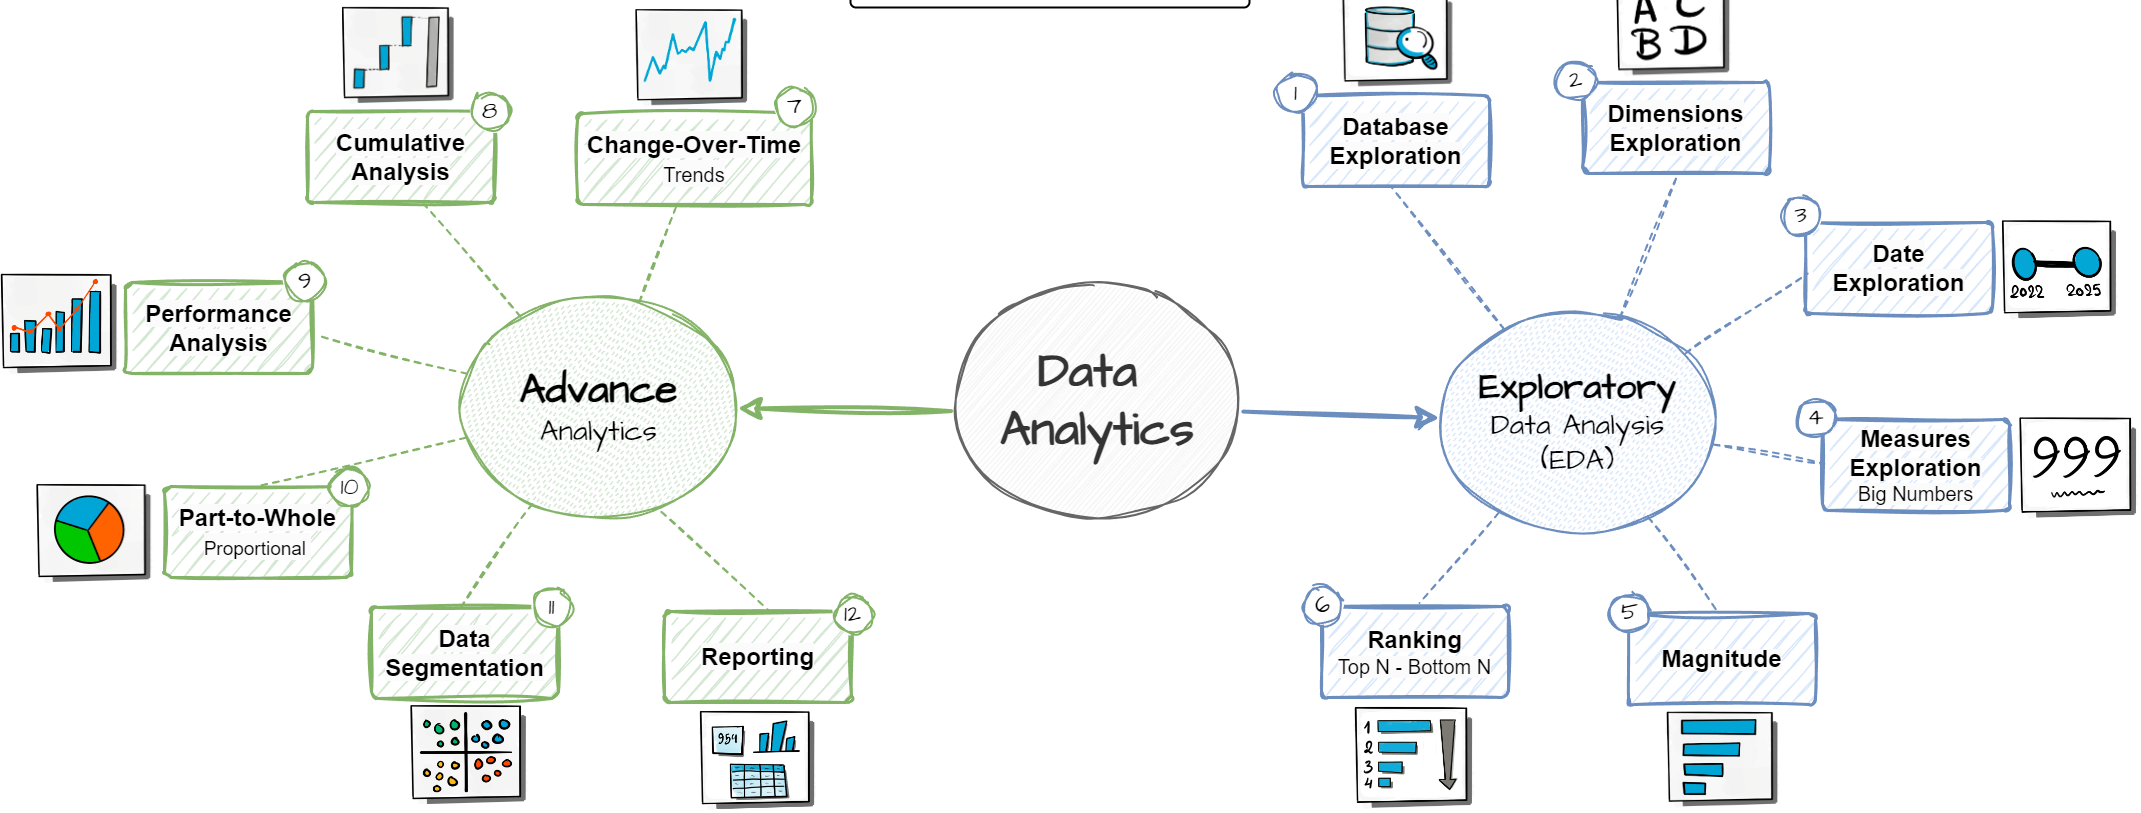 Data
Analytics
Exploratory
Data Analysis
(EDA)
1
Database
Exploration
2
Dimensions
Exploration
A C
B D
3
Date
Exploration
2022 2025
4
Measures
Exploration
Big Numbers
999
5
Magnitude
6
Ranking
Top N - Bottom N
1
2
3
4
Advance
Analytics
7
Change-Over-Time
Trends
8
Cumulative
Analysis
9
Performance
Analysis
10
Part-to-Whole
Proportional
11
Data
Segmentation
12
Reporting
954